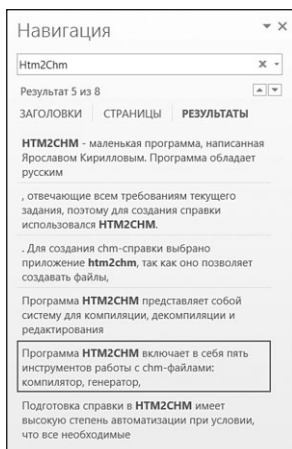 Навигация
Htm2Chm
Результат 5 из 8
ЗАГОЛОВКИ СТРАНИЦЫ РЕЗУЛЬТАТЫ
HTM2CHM - маленькая программа, написанная
Ярославом Кирилловым. Программа обладает
русским
, отвечающие всем требованиям текущего
задания, поэтому для создания справки
использовался HTM2CHM.
. Для создания chm-справки выбрано
приложение htm2chm, так как оно позволяет
создавать файлы,
Программа HTM2CHM представляет собой
систему для компиляции, декомпиляции и
редактирования
Программа HTM2CHM включает в себя пять
инструментов работы с chm-файлами:
компилятор, генератор,
Подготовка справки в HTM2CHM имеет
высокую степень автоматизации при условии,
что все необходимые